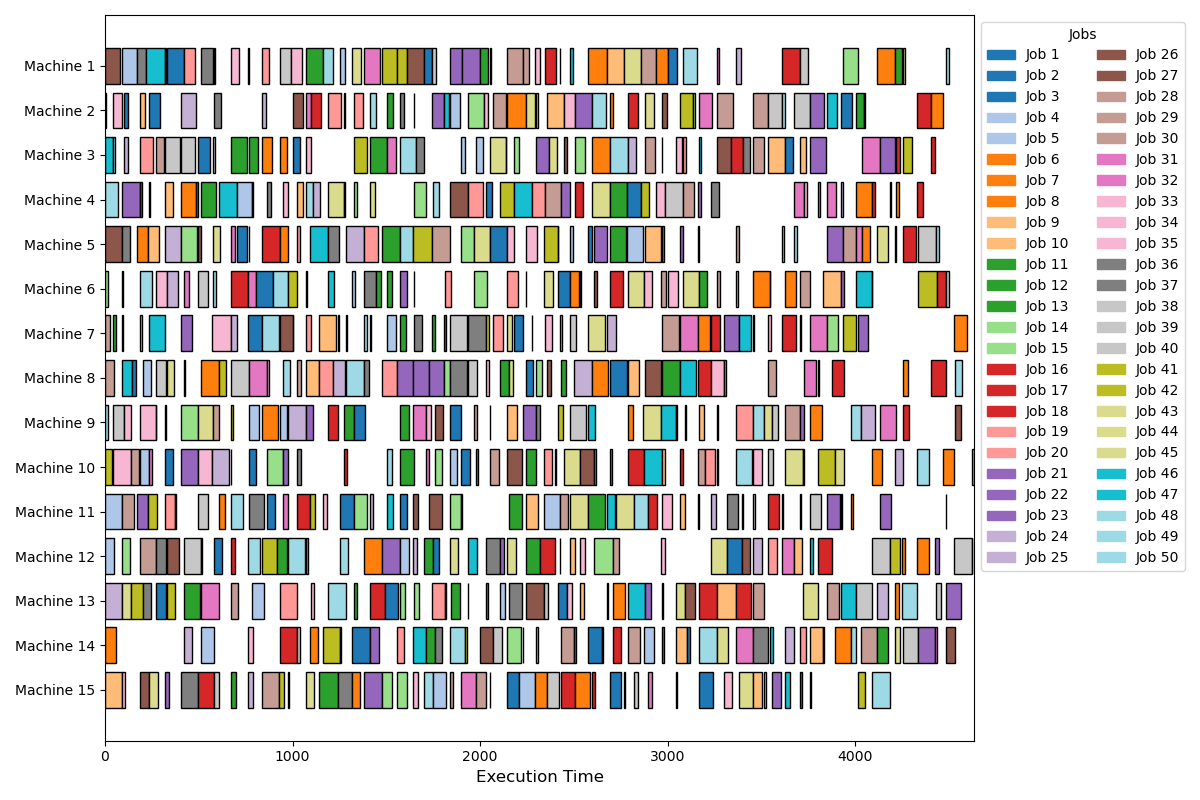 Machine 1
Machine 2
Machine 3
Machine 4
Machine 5
Machine 6
Machine 7
Machine 8
Machine 9
Machine 10
Machine 11
Machine 12
Machine 13
Machine 14
Machine 15
0 1000 2000 3000 4000
Execution Time
Jobs
Job 1
Job 2
Job 3
Job 4
Job 5
Job 6
Job 7
Job 8
Job 9
Job 10
Job 11
Job 12
Job 13
Job 14
Job 15
Job 16
Job 17
Job 18
Job 19
Job 20
Job 21
Job 22
Job 23
Job 24
Job 25
Job 26
Job 27
Job 28
Job 29
Job 30
Job 31
Job 32
Job 33
Job 34
Job 35
Job 36
Job 37
Job 38
Job 39
Job 40
Job 41
Job 42
Job 43
Job 44
Job 45
Job 46
Job 47
Job 48
Job 49
Job 50